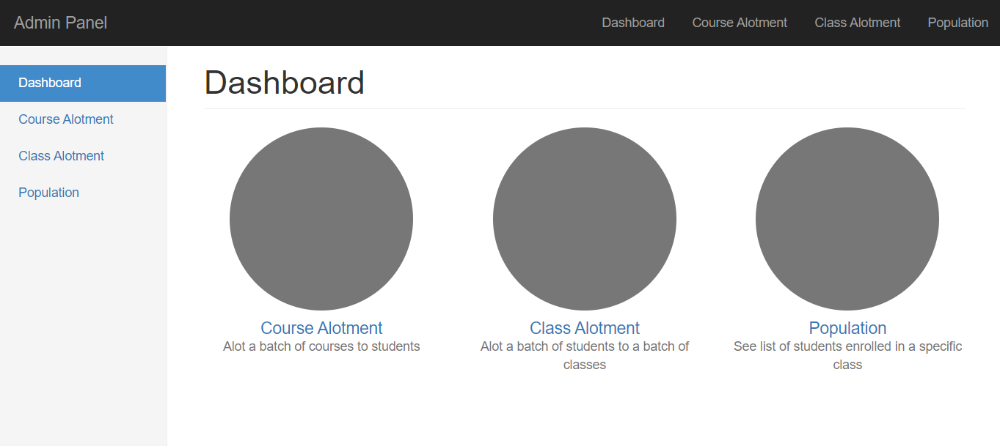 Admin Panel
Dashboard Course Alotment Class Alotment Population
Dashboard
Course Alotment
Class Alotment
Population
Dashboard
Course Alotment
Alot a batch of courses to students
Class Alotment
Alot a batch of students to a batch of
classes
Population
See list of students enrolled in a specific
class